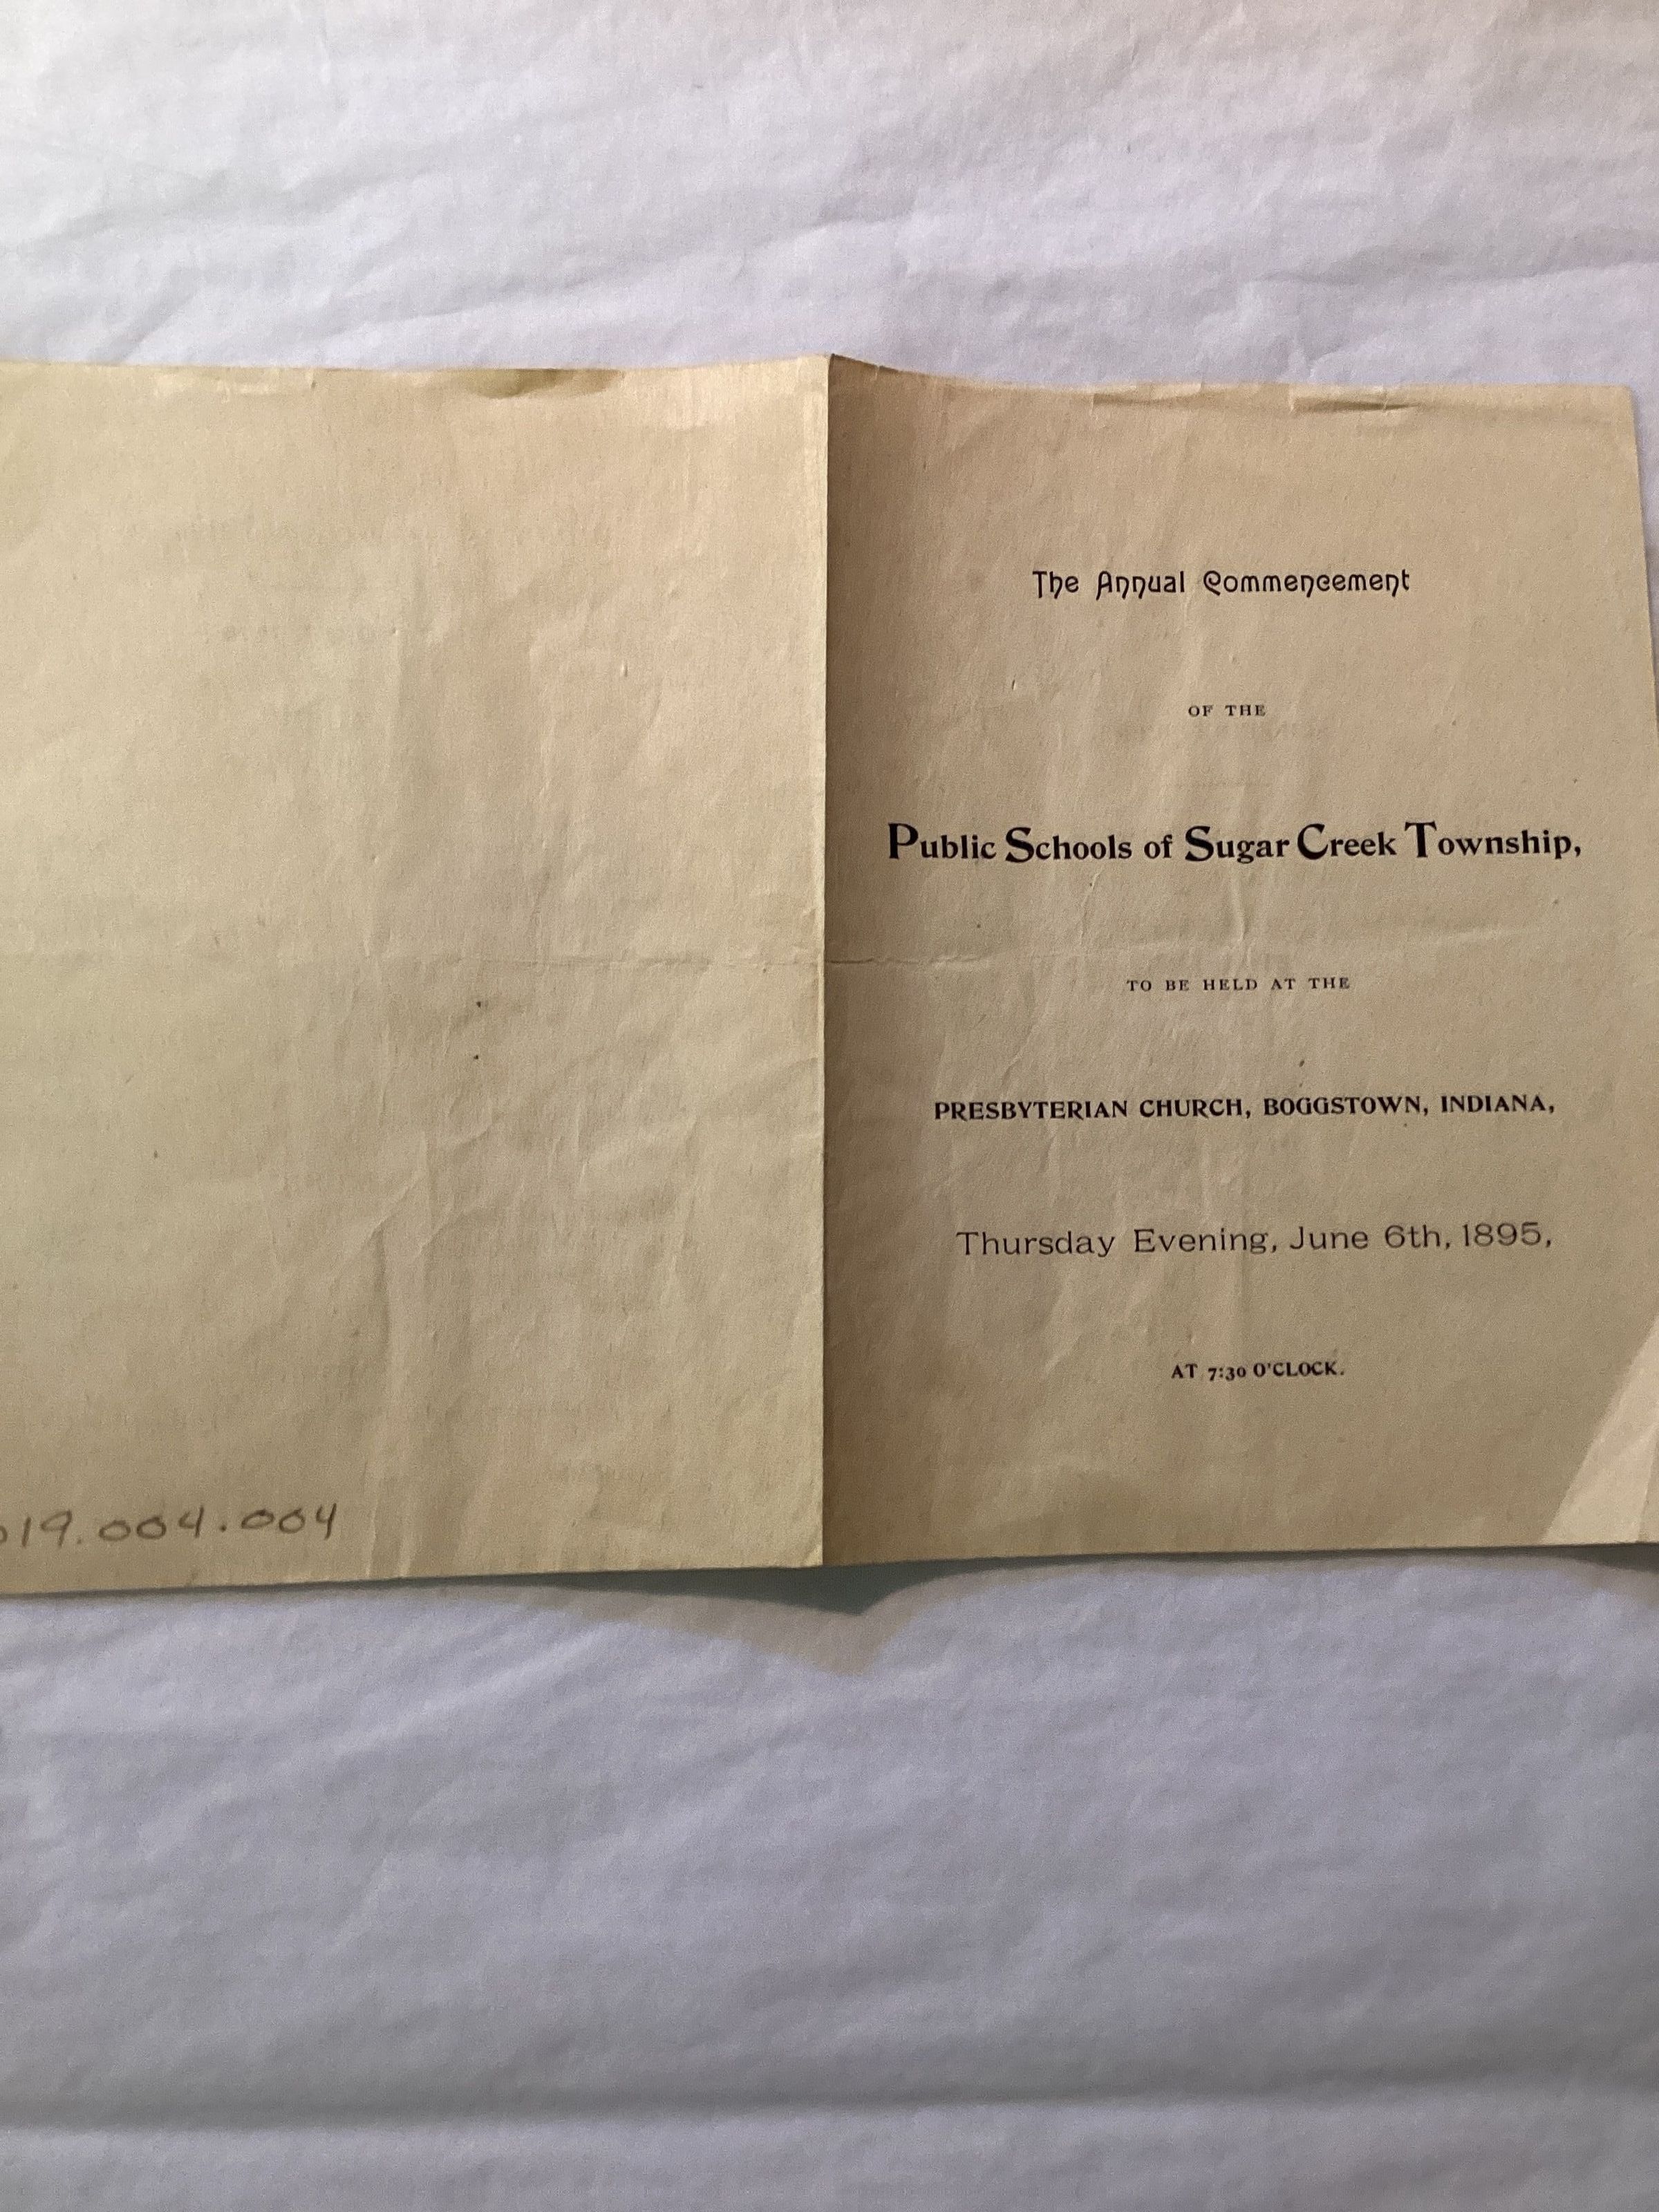 The Annual Commencement
OF THE
Public Schools of Sugar Creek Township,
TO BE HELD AT THE
PRESBYTERIAN CHURCH, BOGGSTOWN, INDIANA,
Thursday Evening, June 6th, 1895,
AT 7:30 O'CLOCK.
019.004.004